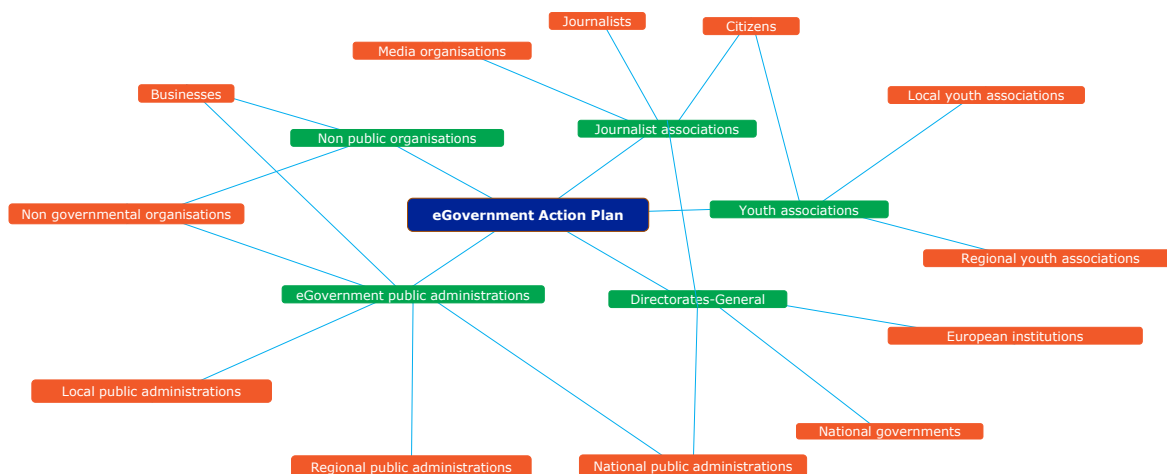 Journalists
Citizens
Media organisations
Businesses
Local youth associations
Journalist associations
Non public organisations
eGovernment Action Plan
Youth associations
Non governmental organisations
Regional youth associations
eGovernment public administrations
Directorates-General
European institutions
Local public administrations
National governments
Regional public administrations
National public administrations